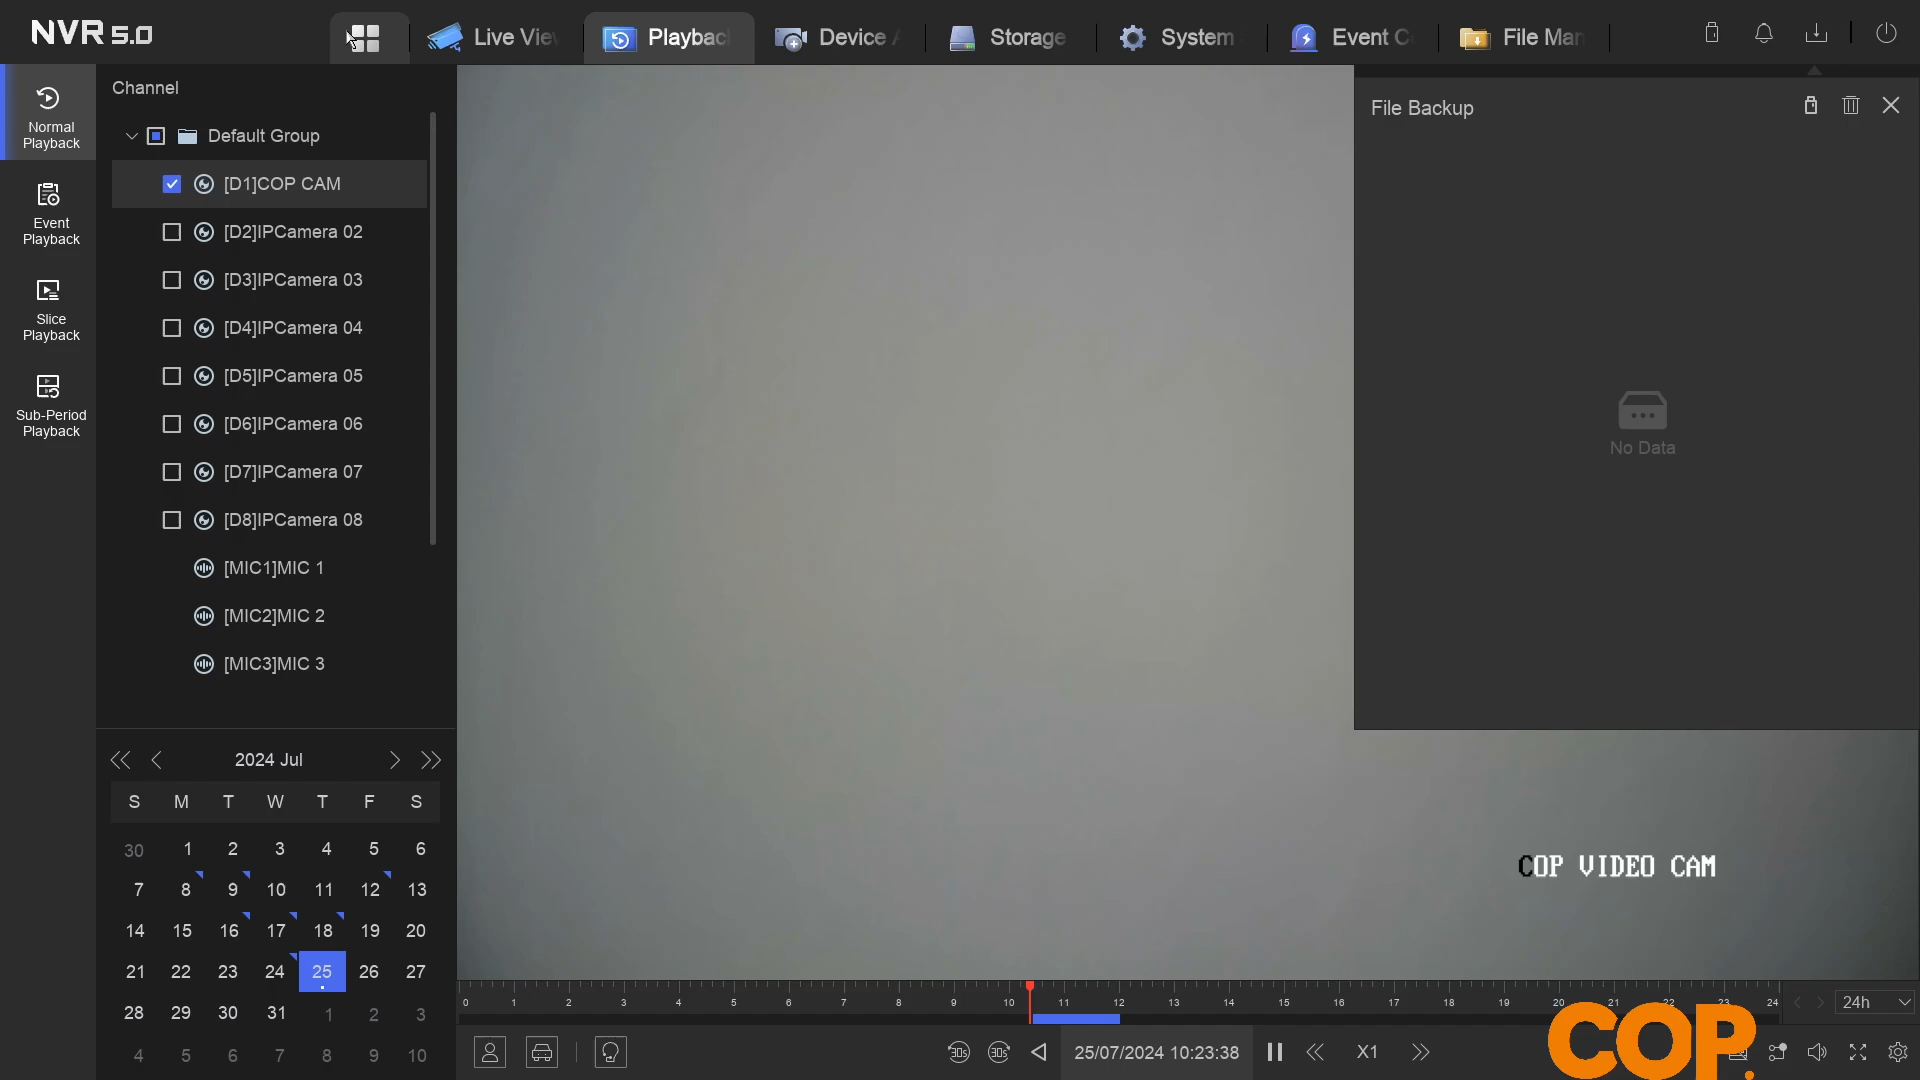 NVR 5.0
Live Vie
Playbac
Device
Storage
System
Event C
File Man
Normal
Playback
Event
Playback
Slice
Playback
Sub-Period
Playback
Channel
Default Group
[D1]COP CAM
[D2]IPCamera 02
[D3]IPCamera 03
[D4]IPCamera 04
[D5]IPCamera 05
[D6]IPCamera 06
[D7]IPCamera 07
[D8]IPCamera 08
[MIC1]MIC 1
[MIC2]MIC 2
[MIC3]MIC 3
2024 Jul
S M T W T F S
30 1 2 3 4 5 6
7 8 9 10 11 12 13
14 15 16 17 18 19 20
21 22 23 24 25 26 27
28 29 30 31 1 2 3
4 5 6 7 8 9 10
File Backup
No Data
COP VIDEO CAM
0 1 2 3 4 5 6 7 8 9 10 11 12 13 14 15 16 17 18 19 20 21 22 23 24
24h
30s 30s 25/07/2024 10:23:38 X1
COP.